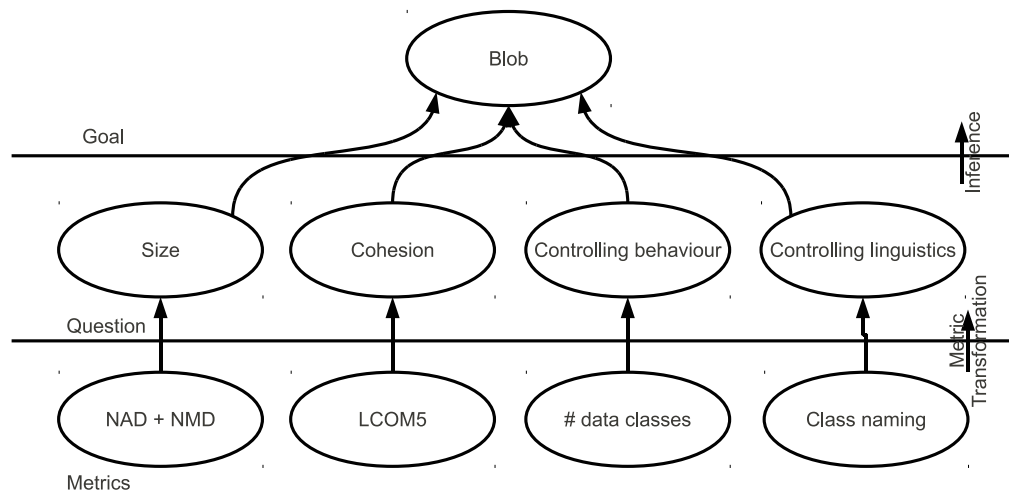 Blob
Goal
Inference
Size
Cohesion
Controlling behaviour
Controlling linguistics
Question
Metric
Transformation
NAD + NMD
LCOM5
# data classes
Class naming
Metrics